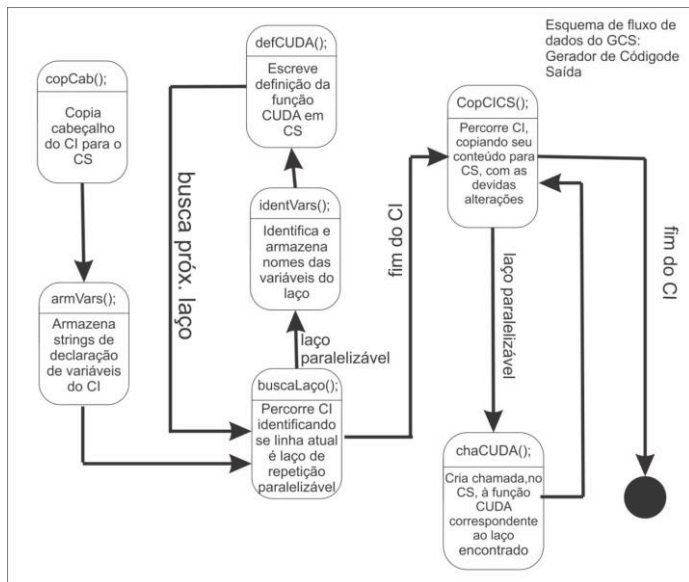 Esquema de fluxo de
dados do GCS:
Gerador de Códigode
Saída
copCab();
Copia
cabeçalho
do CI para o
CS
armVars();
Armazena
strings de
declaração
de variáveis
do CI
defCUDA();
Escreve
definição da
função
CUDA em
CS
identVars();
Identifica e
armazena
nomes das
variáveis do
laço
busca próx. laço
laço
paralelizável
buscaLaço();
Percorre CI
identificando
se linha atual
é laço de
repetição
paralelizável
fim do CI
CopCICS();
Percorre CI,
copiando seu
conteúdo para
CS, com as
devidas
alterações
laço paralelizável
fim do CI
chaCUDA();
Cria chamada,no
CS, à função
CUDA
correspondente
ao laço
encontrado